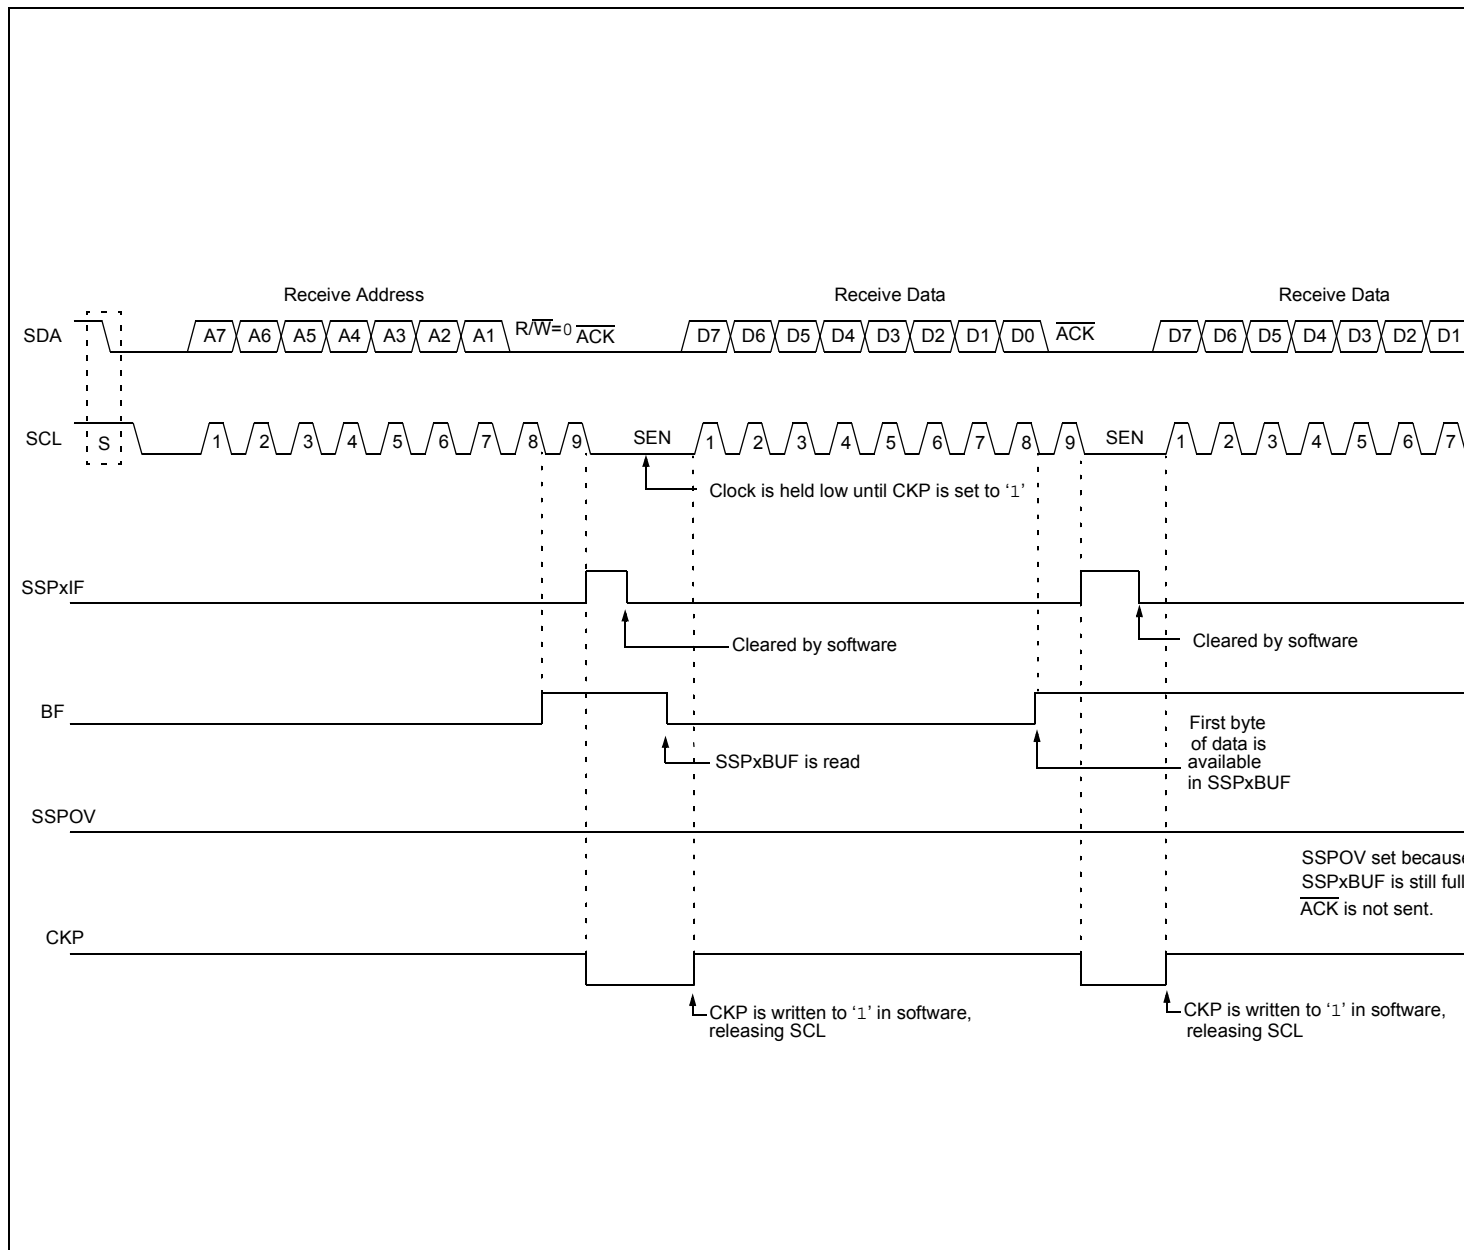 Receive Address Receive Data Receive Data
SDA A7 A6 A5 A4 A3 A2 A1 R/W̅=0 A̅C̅K̅ D7 D6 D5 D4 D3 D2 D1 D0 A̅C̅K̅ D7 D6 D5 D4 D3 D2 D1
SCL S 1 2 3 4 5 6 7 8 9 SEN 1 2 3 4 5 6 7 8 9 SEN 1 2 3 4 5 6 7
Clock is held low until CKP is set to ‘1’
SSPxIF
Cleared by software
Cleared by software
BF
SSPxBUF is read
First byte
of data is
available
in SSPxBUF
SSPOV
SSPOV set because
SSPxBUF is still full
A̅C̅K̅ is not sent.
CKP
CKP is written to ‘1’ in software,
releasing SCL
CKP is written to ‘1’ in software,
releasing SCL